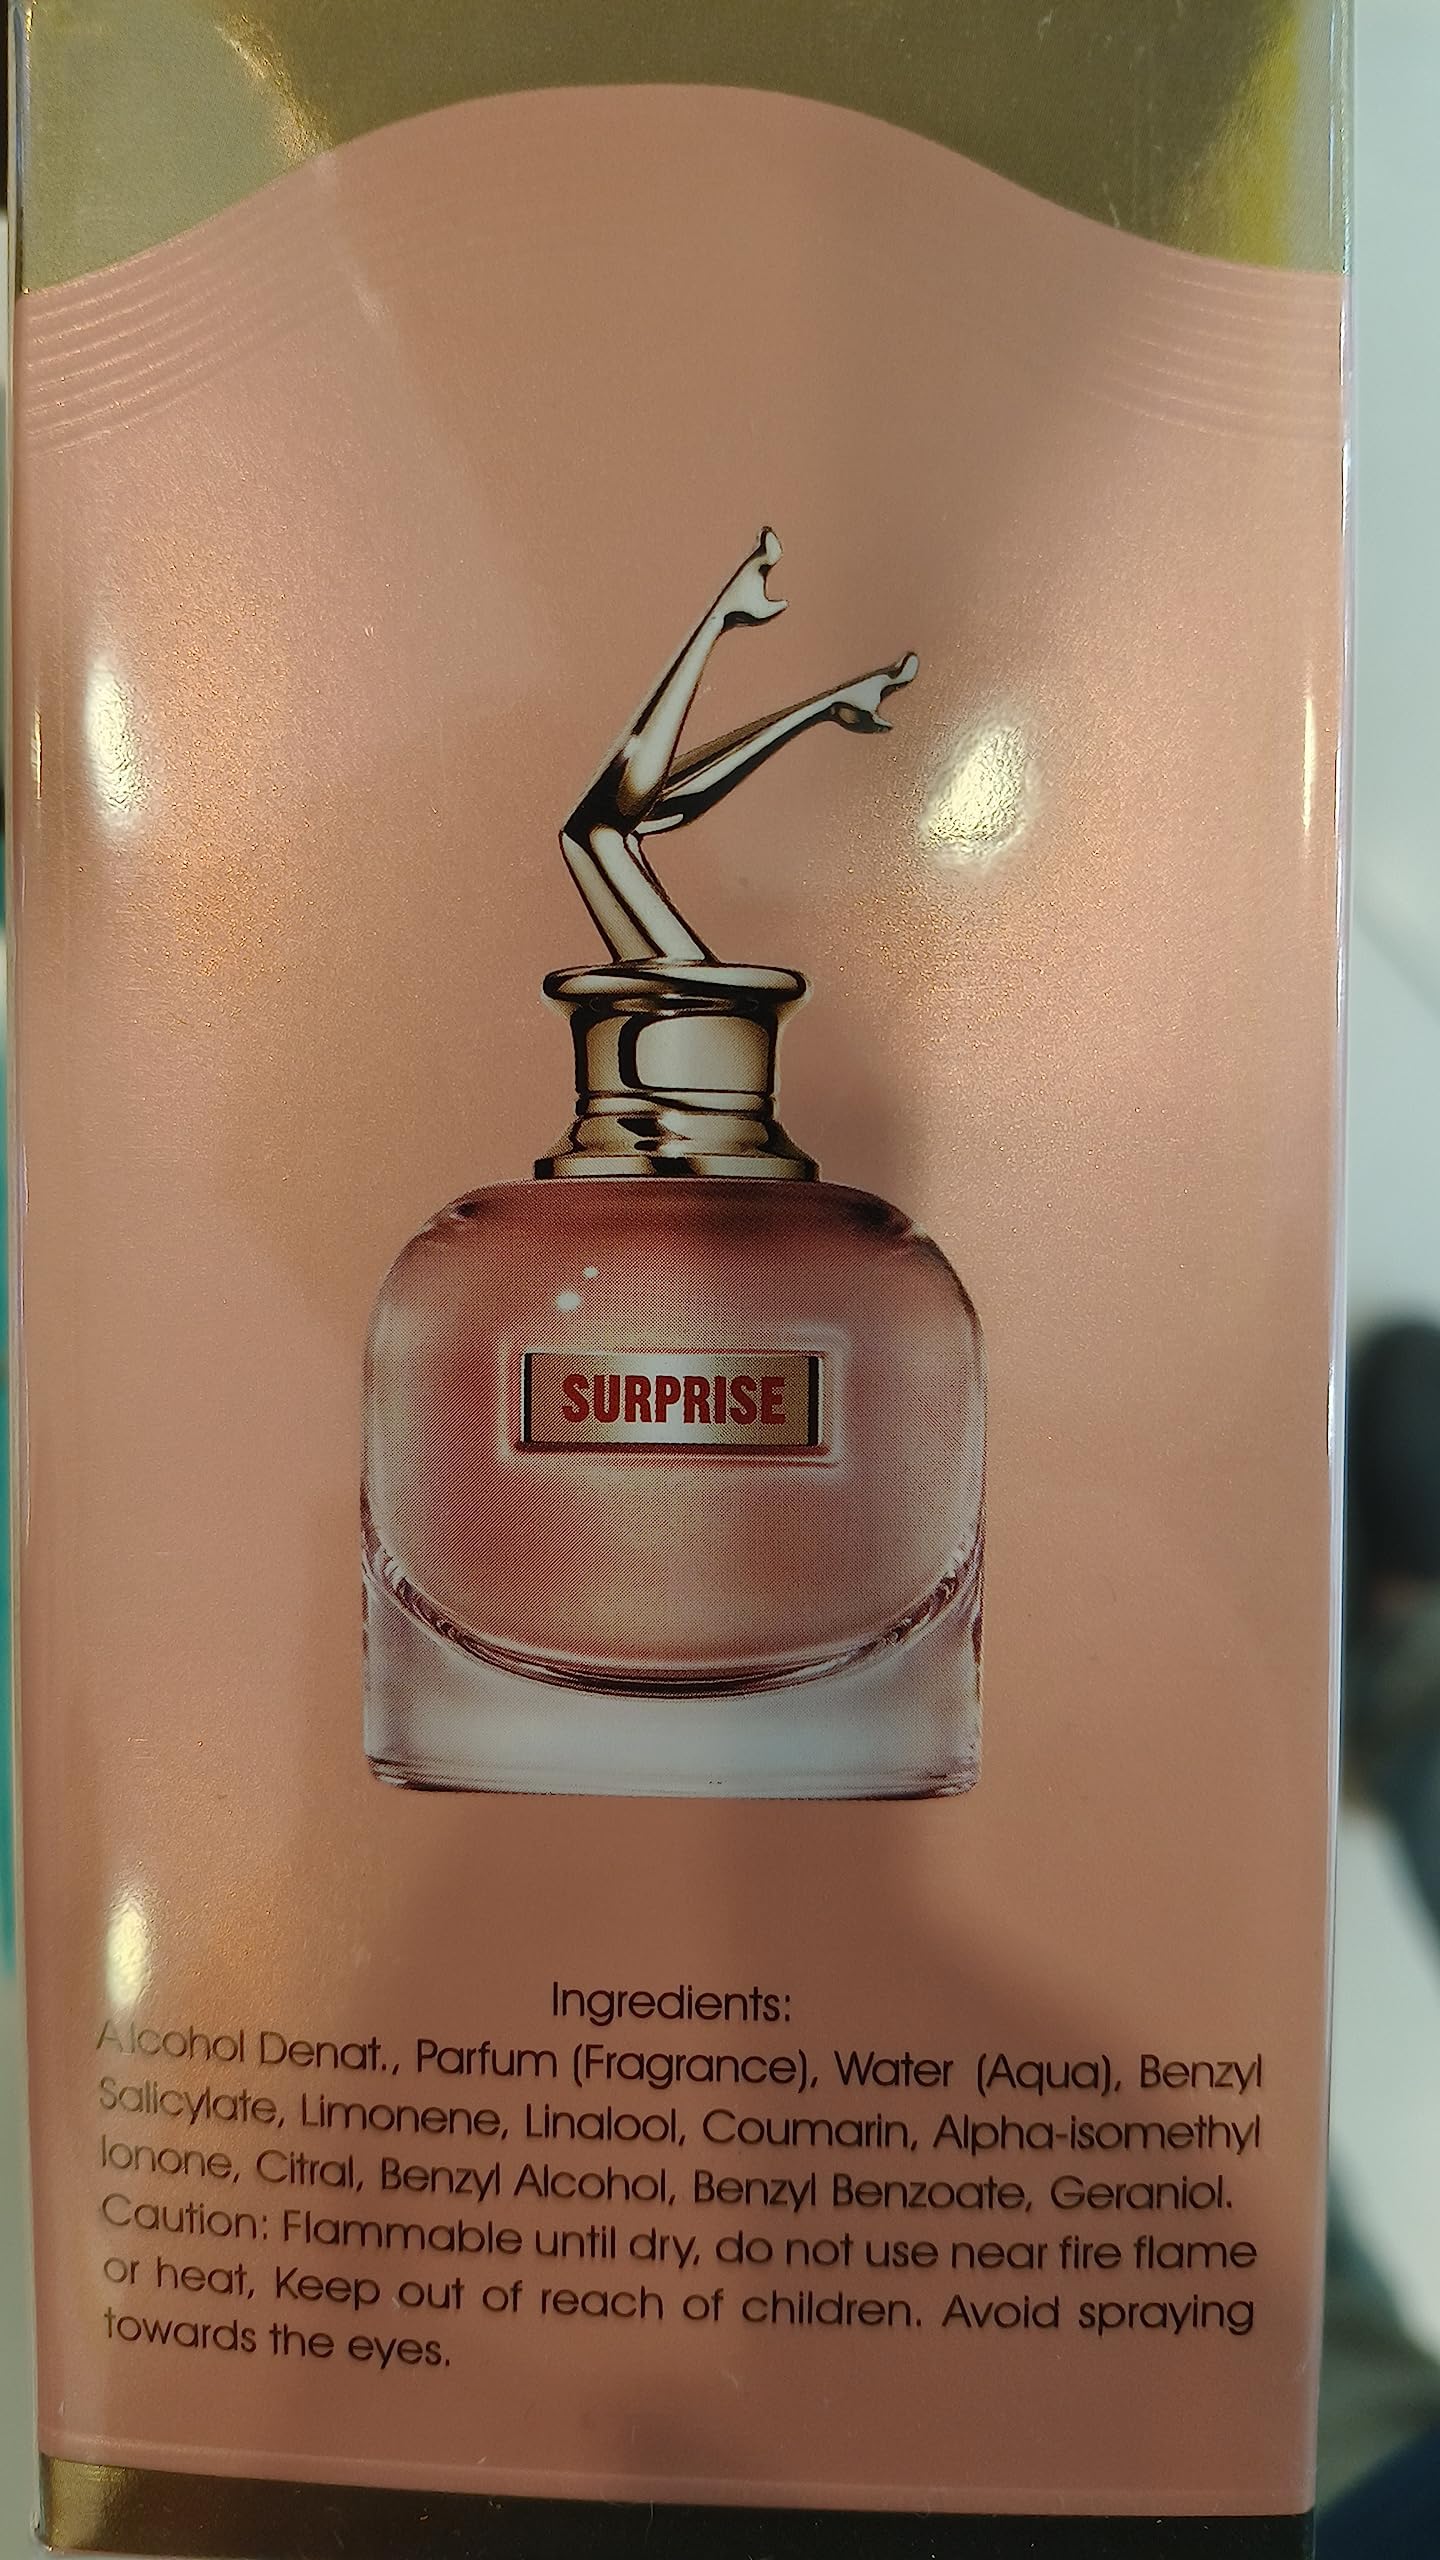 SURPRISE
Ingredients:
Alcohol Denat., Parfum (Fragrance), Water (Aqua), Benzyl
Salicylate, Limonene, Linalool, Coumarin, Alpha-isomethyl
Ionone, Citral, Benzyl Alcohol, Benzyl Benzoate, Geraniol.
Caution: Flammable until dry, do not use near fire flame
or heat, Keep out of reach of children. Avoid spraying
towards the eyes.